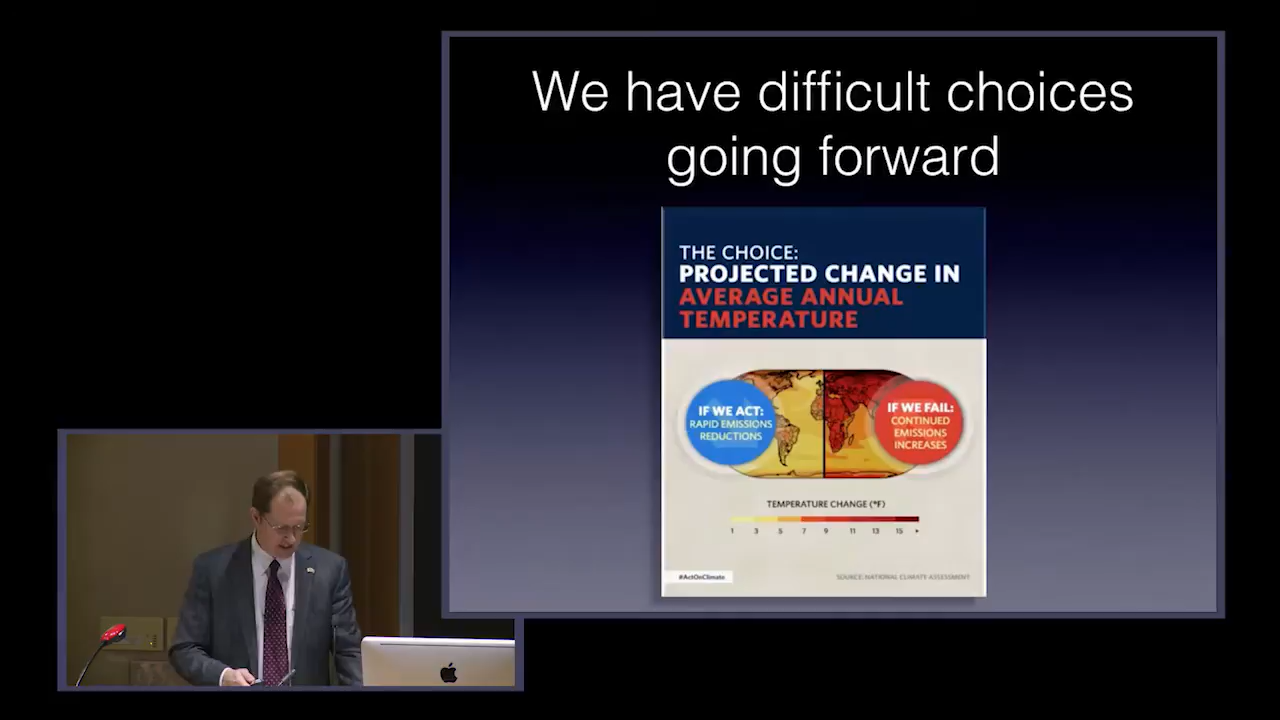 We have difficult choices
going forward
THE CHOICE:
PROJECTED CHANGE IN
AVERAGE ANNUAL
TEMPERATURE
IF WE ACT:
RAPID EMISSIONS
REDUCTIONS
IF WE FAIL:
CONTINUED
EMISSIONS
INCREASES
TEMPERATURE CHANGE (°F)
1 3 5 7 9 11 13 15 +
#ActOnClimate
SOURCE: NATIONAL CLIMATE ASSESSMENT